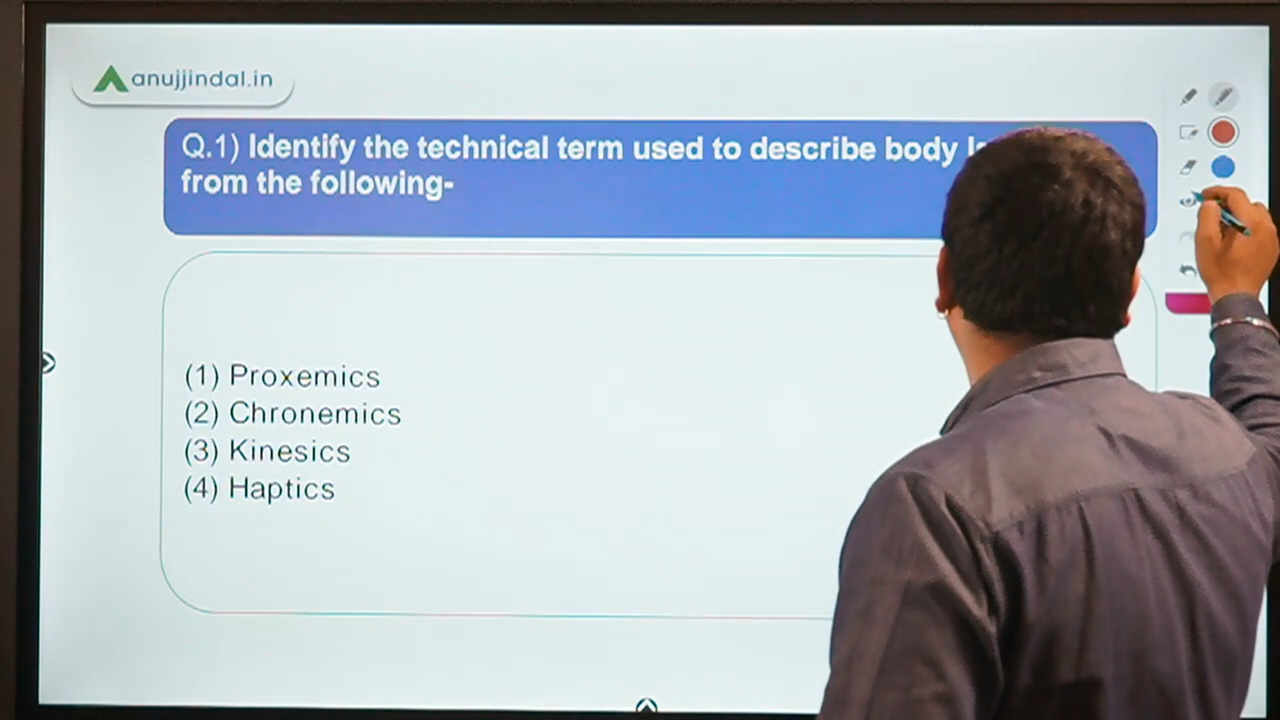 anujjindal.in
Q.1) Identify the technical term used to describe body
from the following-
(1) Proxemics
(2) Chronemics
(3) Kinesics
(4) Haptics